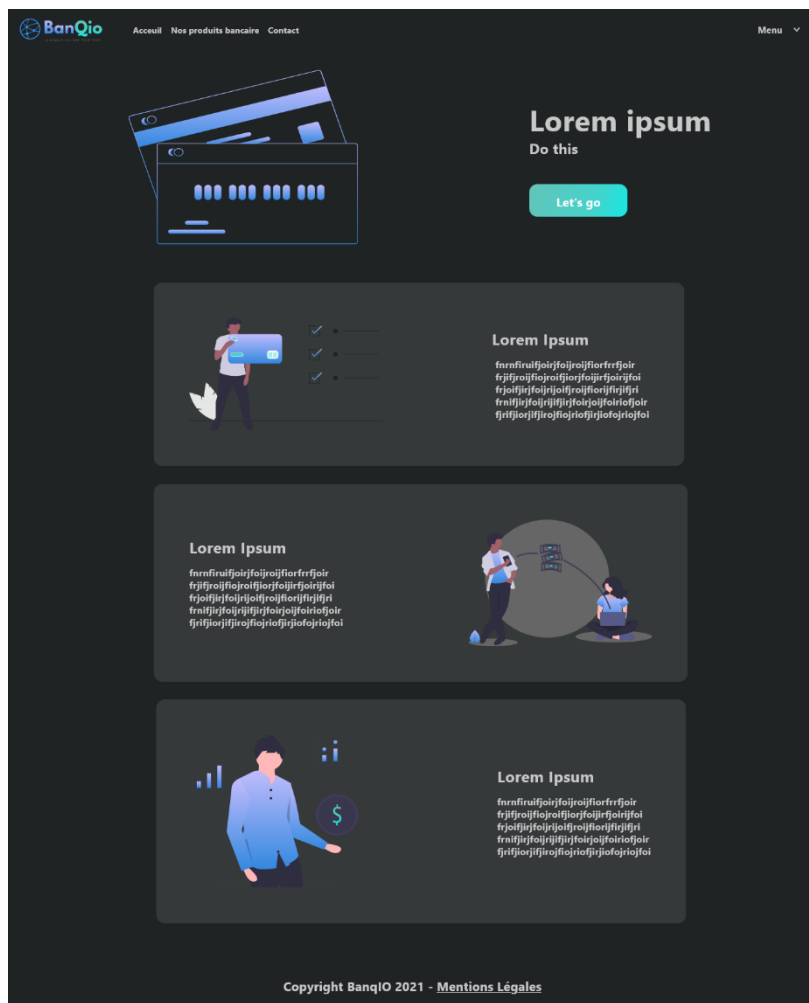 BanQio
Acceuil Nos produits bancaire Contact
Menu
Lorem ipsum
Do this
Let's go
Lorem Ipsum
fnrnfiruifjoirjfoijroijfiorfrrfjoir
frjifjroijfiojroifjiorjfoijirfjoirijfoi
frjoifjirjfoijrijoifjroijfiorijfirjifjri
frnifjirjfoijrijifjirjfoirjoijfoiriofjoir
fjrifjiorjifjirojfiojriofjirjiofojriojfoi
Lorem Ipsum
fnrnfiruifjoirjfoijroijfiorfrrfjoir
frjifjroijfiojroifjiorjfoijirfjoirijfoi
frjoifjirjfoijrijoifjroijfiorijfirjifjri
frnifjirjfoijrijifjirjfoirjoijfoiriofjoir
fjrifjiorjifjirojfiojriofjirjiofojriojfoi
Lorem Ipsum
fnrnfiruifjoirjfoijroijfiorfrrfjoir
frjifjroijfiojroifjiorjfoijirfjoirijfoi
frjoifjirjfoijrijoifjroijfiorijfirjifjri
frnifjirjfoijrijifjirjfoirjoijfoiriofjoir
fjrifjiorjifjirojfiojriofjirjiofojriojfoi
Copyright BanqIO 2021 - Mentions Légales